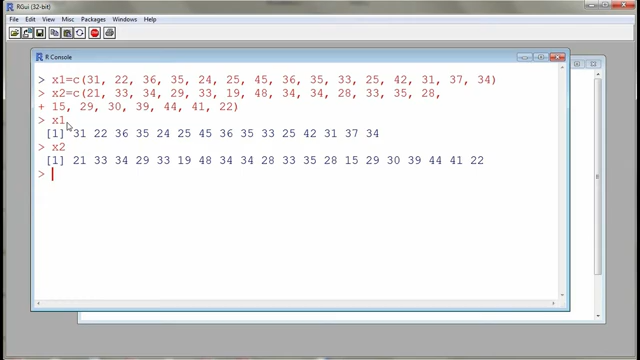 RGui (32-bit)
File Edit View Misc Packages Windows Help
R Console
> x1=c(31, 22, 36, 35, 24, 25, 45, 36, 35, 33, 25, 42, 31, 37, 34)
> x2=c(21, 33, 34, 29, 33, 19, 48, 34, 34, 28, 33, 35, 28,
+ 15, 29, 30, 39, 44, 41, 22)
> x1
[1] 31 22 36 35 24 25 45 36 35 33 25 42 31 37 34
> x2
[1] 21 33 34 29 33 19 48 34 34 28 33 35 28 15 29 30 39 44 41 22
>